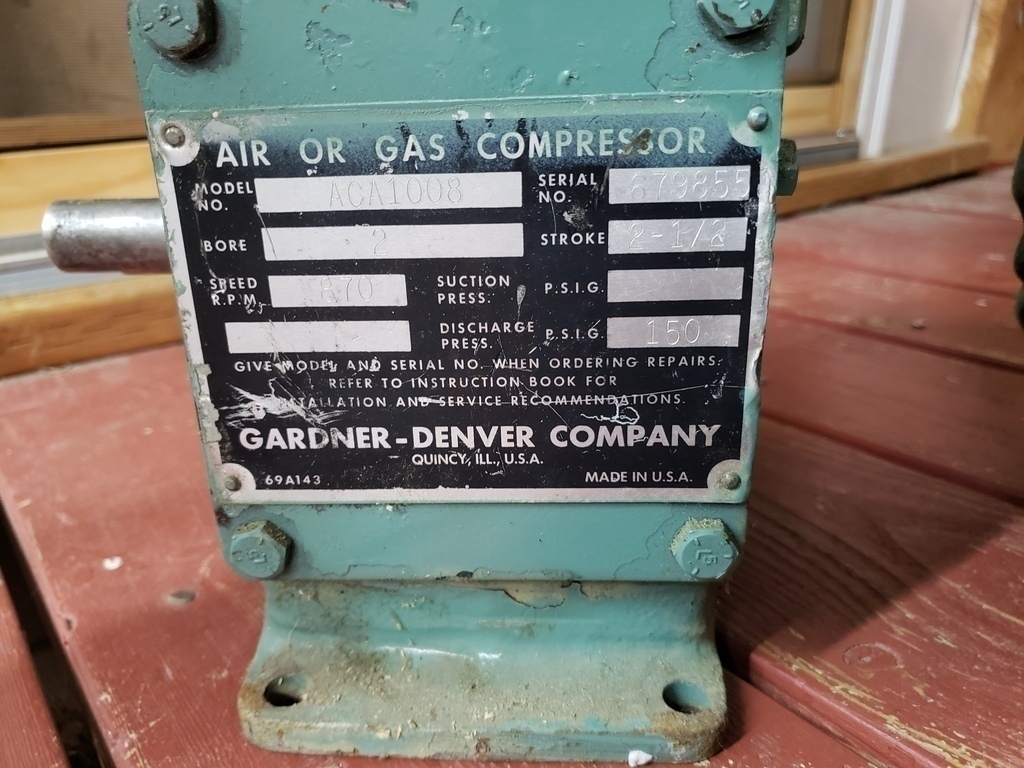 AIR OR GAS COMPRESSOR
MODEL NO. ACA1008 SERIAL NO. 679855
BORE 2 STROKE 2-1/2
SPEED R.P.M. 870 SUCTION PRESS. P.S.I.G.
DISCHARGE PRESS. P.S.I.G. 150
GIVE MODEL AND SERIAL NO. WHEN ORDERING REPAIRS.
REFER TO INSTRUCTION BOOK FOR
INSTALLATION AND SERVICE RECOMMENDATIONS.
GARDNER-DENVER COMPANY
QUINCY, ILL., U.S.A.
69A143 MADE IN U.S.A.